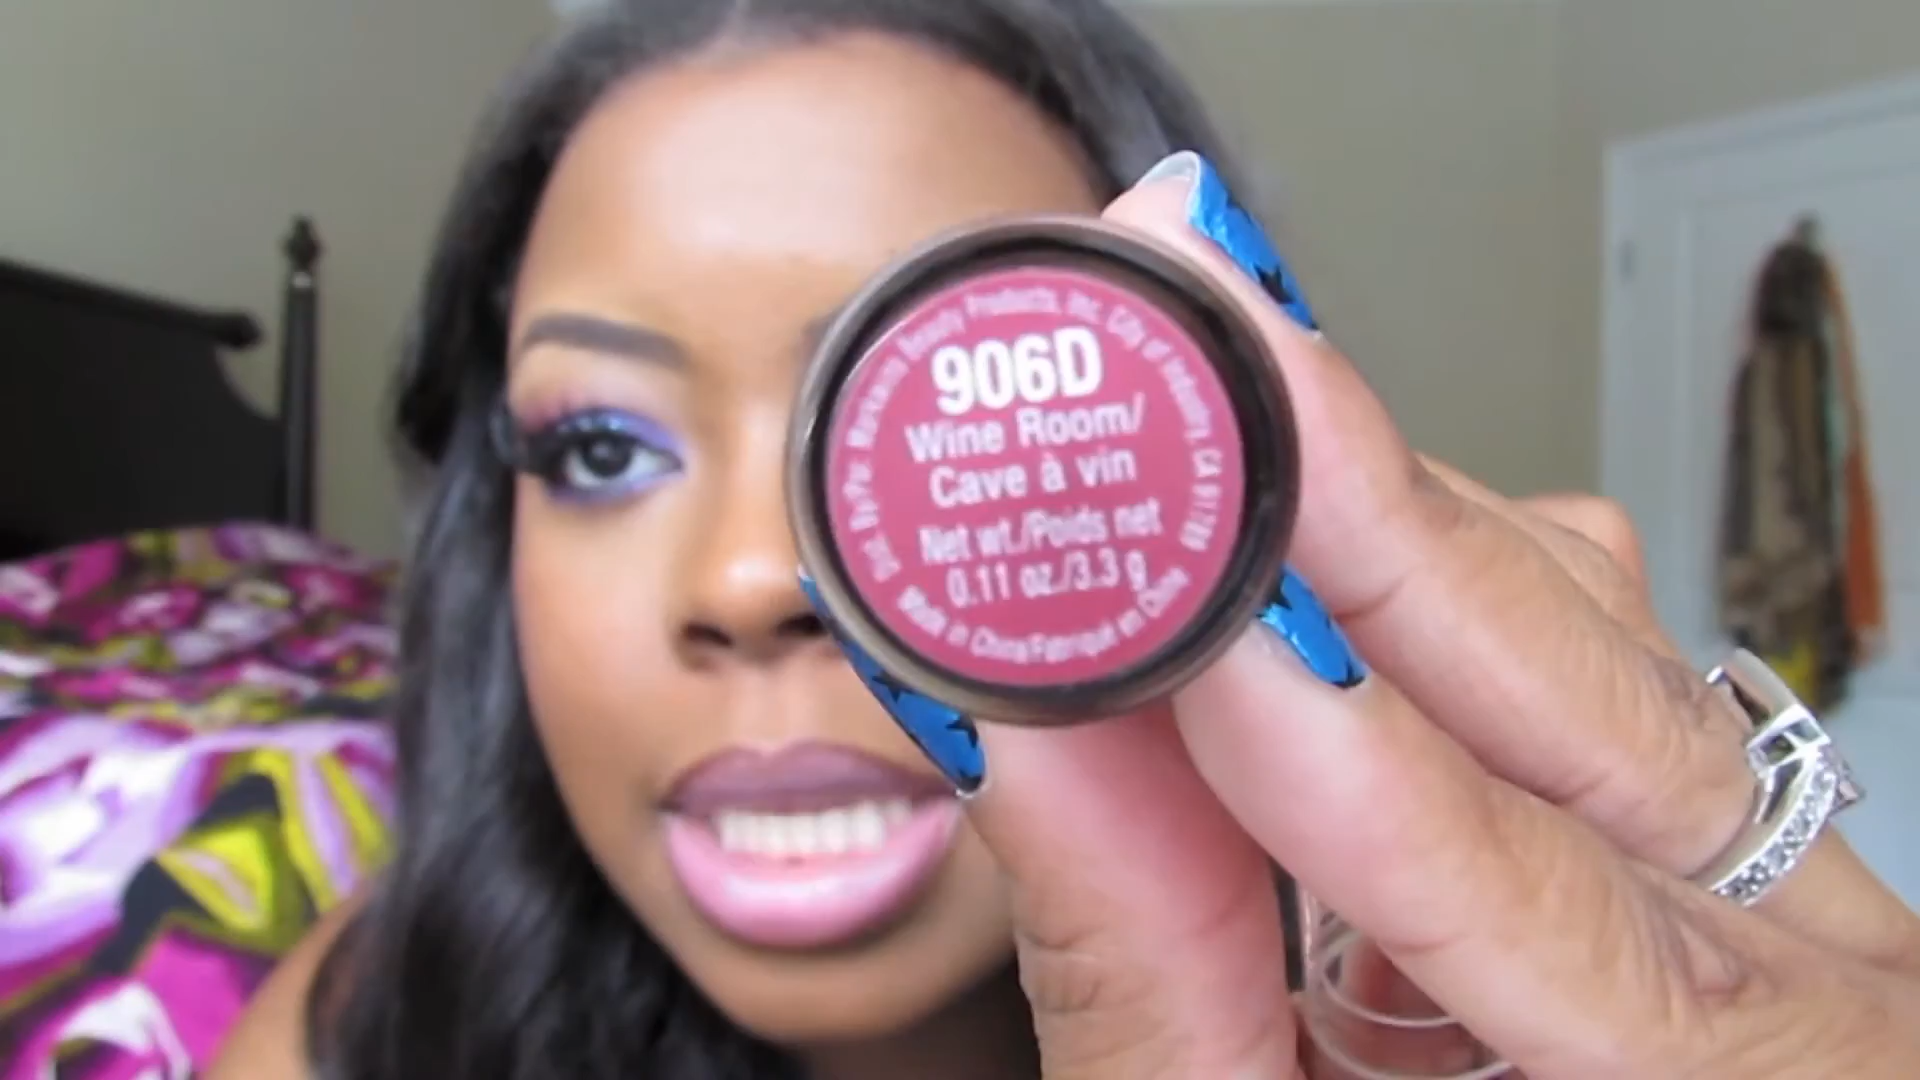 906D
Wine Room/
Cave à vin
Net wt./Poids net
0.11 oz./3.3 g
Dist. By/Par Markwins Beauty Products, Inc. City of Industry, CA 91789
Made in China/Fabriqué en Chine